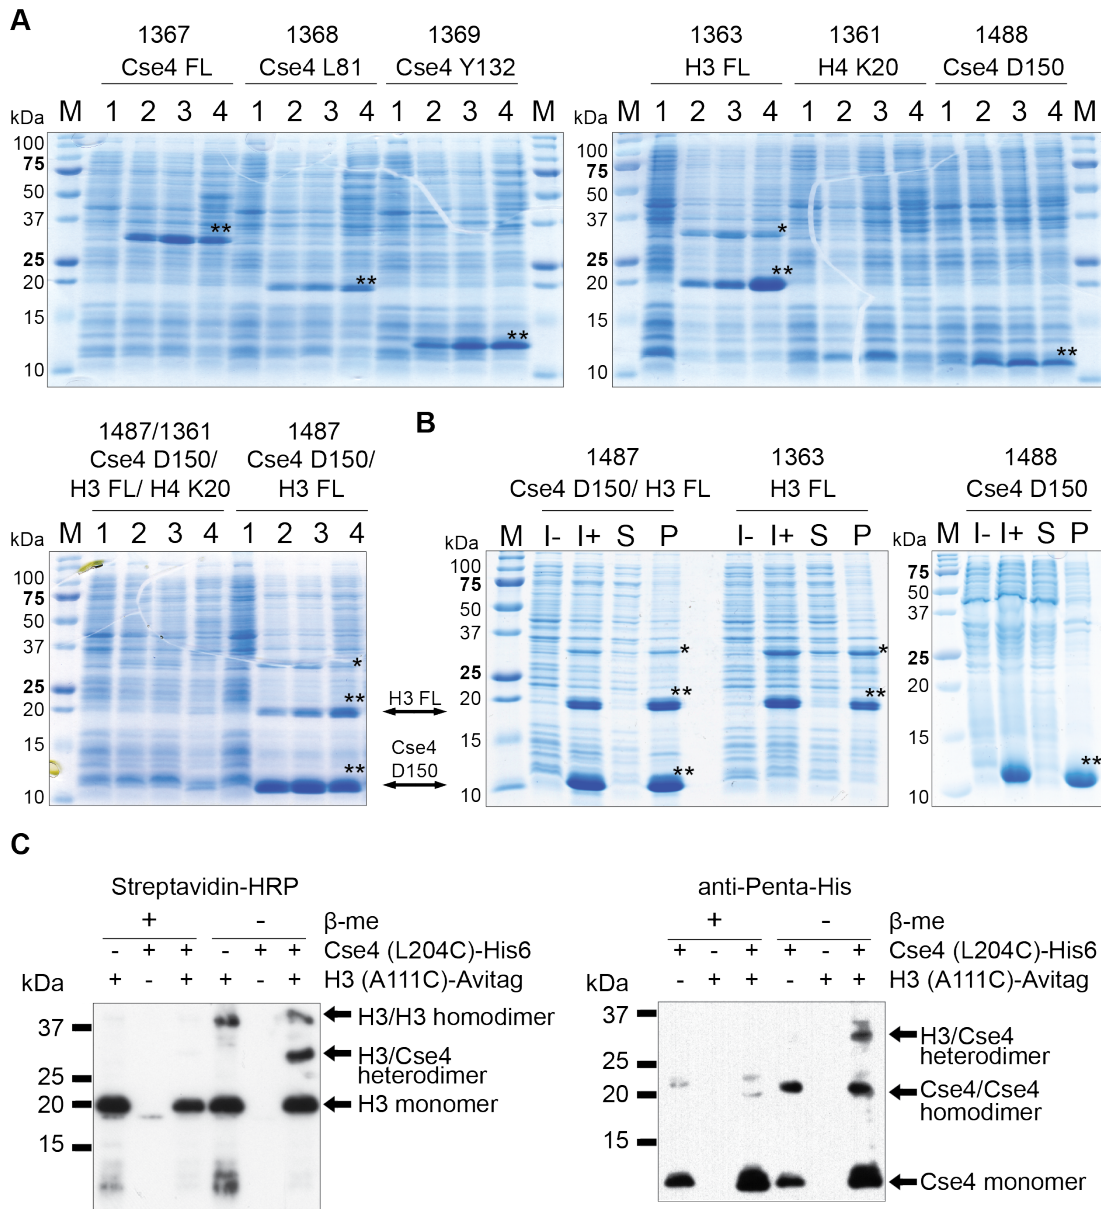 A
1367
Cse4 FL
1368
Cse4 L81
1369
Cse4 Y132
1363
H3 FL
1361
H4 K20
1488
Cse4 D150
kDa M 1 2 3 4 1 2 3 4 1 2 3 4 M
100
75
50
37
25
20
15
10
**
**
**
kDa M 1 2 3 4 1 2 3 4 1 2 3 4 M
100
75
50
37
25
20
15
10
*
**
**
1487/1361
Cse4 D150/
H3 FL/ H4 K20
1487
Cse4 D150/
H3 FL
kDa M 1 2 3 4 1 2 3 4
100
75
50
37
25
20
15
10
*
**
**
H3 FL
Cse4
D150
B
1487
Cse4 D150/ H3 FL
1363
H3 FL
1488
Cse4 D150
kDa M I- I+ S P I- I+ S P
100
75
50
37
25
20
15
10
*
**
**
*
**
kDa M I- I+ S P
75
50
37
25
20
15
10
**
C
Streptavidin-HRP
+ - β-me
- + + - + + Cse4 (L204C)-His6
+ - + + - + H3 (A111C)-Avitag
kDa
37
25
20
15
H3/H3 homodimer
H3/Cse4
heterodimer
H3 monomer
anti-Penta-His
+ - β-me
+ - + + - + Cse4 (L204C)-His6
- + + - + + H3 (A111C)-Avitag
kDa
37
25
20
15
H3/Cse4
heterodimer
Cse4/Cse4
homodimer
Cse4 monomer